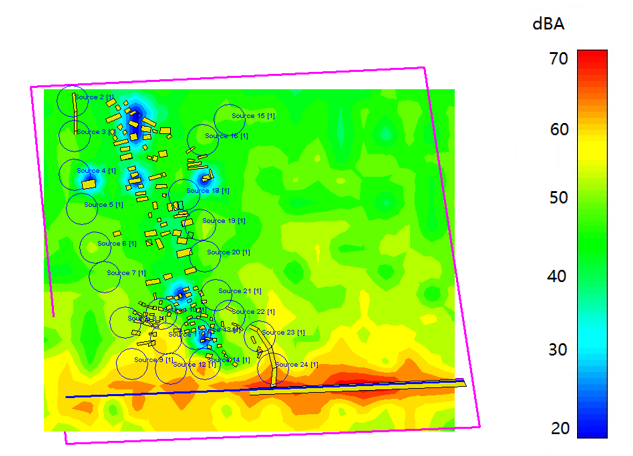 dBA
70
60
50
40
30
20
Source 2 [1]
Source 15 [1]
Source 3 [1]
Source 16 [1]
Source 4 [1]
Source 18 [1]
Source 5 [1]
Source 19 [1]
Source 6 [1]
Source 20 [1]
Source 7 [1]
Source 21 [1]
Source 22 [1]
Source 23 [1]
Source 9 [1]
Source 12 [1]
14 [1]
Source 24 [1]